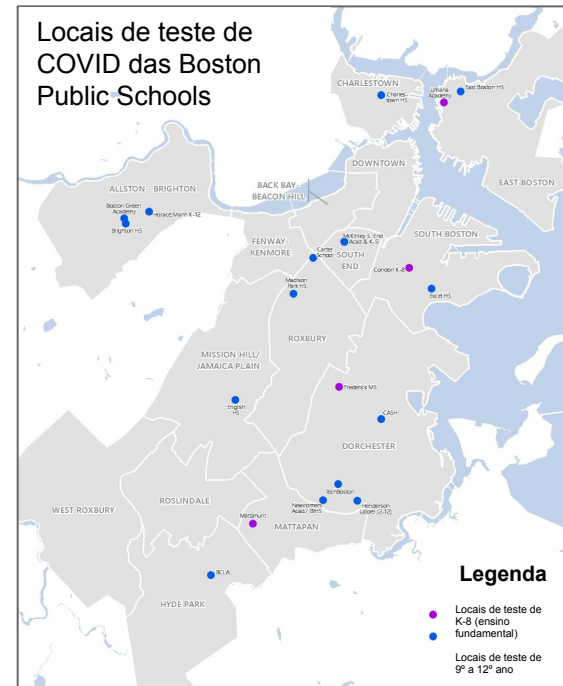 Locais de teste de
COVID das Boston
Public Schools
CHARLESTOWN
Charles-
town HS
Umana
Academy
East Boston HS
DOWNTOWN
EAST BOSTON
ALLSTON - BRIGHTON
BACK BAY-
BEACON HILL
Boston Green
Academy
Horace Mann K-12
Brighton HS
FENWAY-
KENMORE
McKinley S. End
Acad & K-5
Carter
School
SOUTH
END
SOUTH BOSTON
Condon K-8
Madison
Park HS
Excel HS
ROXBURY
MISSION HILL/
JAMAICA PLAIN
Frederick MS
English
HS
CASH
DORCHESTER
TechBoston
ROSLINDALE
WEST ROXBURY
Newcomers
Acad./ BIHS
Henderson
Upper (2-12)
Mattahunt
MATTAPAN
BCLA
HYDE PARK
Legenda
Locais de teste de
K-8 (ensino
fundamental)
Locais de teste de
9º a 12º ano